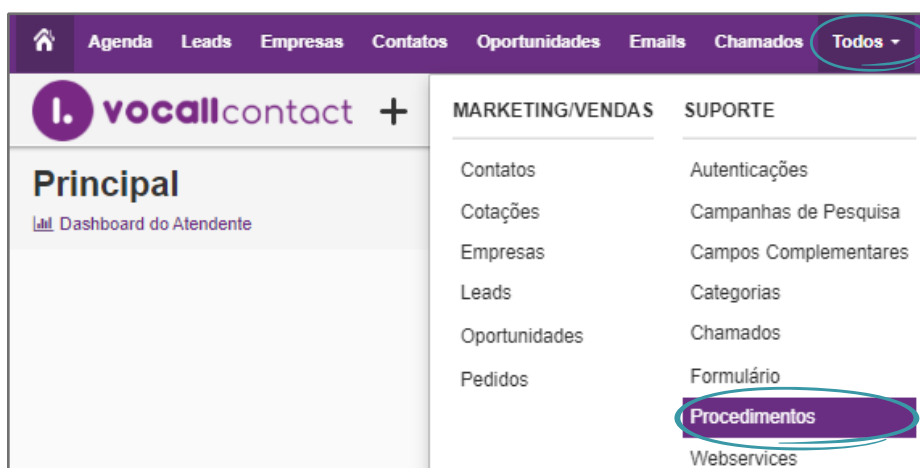 Agenda Leads Empresas Contatos Oportunidades Emails Chamados Todos
l. vocallcontact +
Principal
Dashboard do Atendente
MARKETING/VENDAS
Contatos
Cotações
Empresas
Leads
Oportunidades
Pedidos
SUPORTE
Autenticações
Campanhas de Pesquisa
Campos Complementares
Categorias
Chamados
Formulário
Procedimentos
Webservices